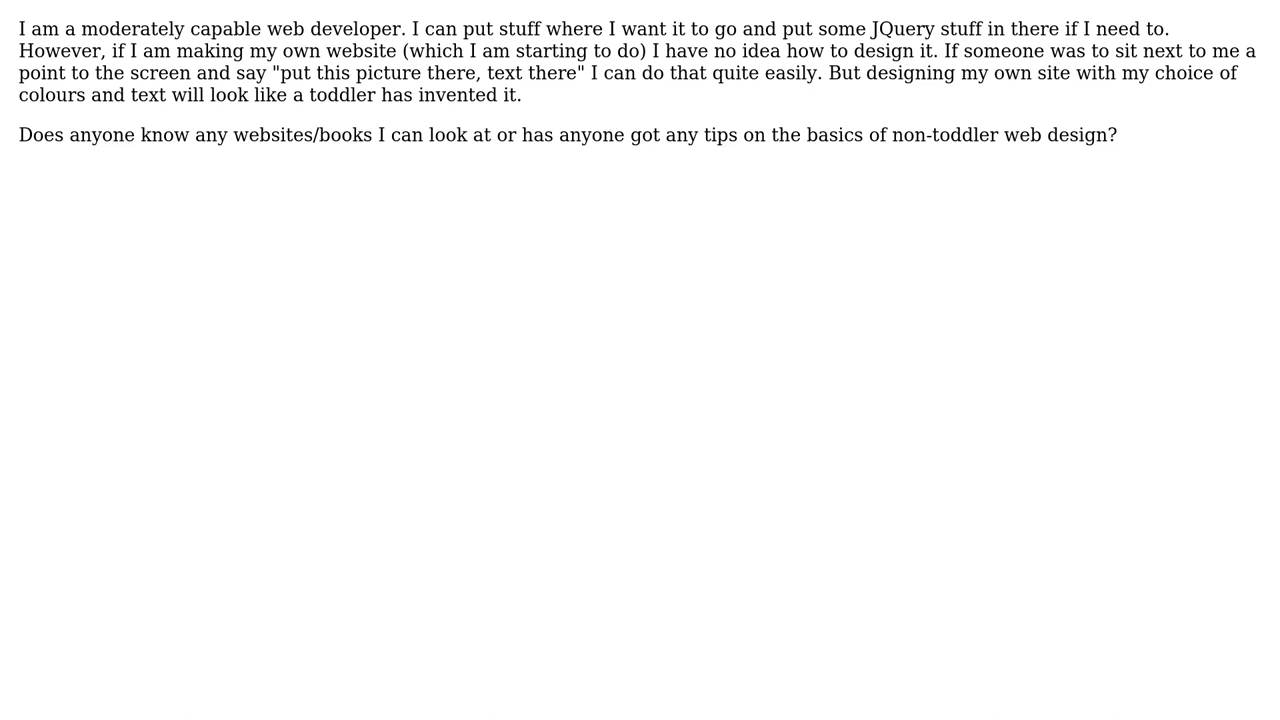 I am a moderately capable web developer. I can put stuff where I want it to go and put some JQuery stuff in there if I need to.
However, if I am making my own website (which I am starting to do) I have no idea how to design it. If someone was to sit next to me a
point to the screen and say "put this picture there, text there" I can do that quite easily. But designing my own site with my choice of
colours and text will look like a toddler has invented it.
Does anyone know any websites/books I can look at or has anyone got any tips on the basics of non-toddler web design?